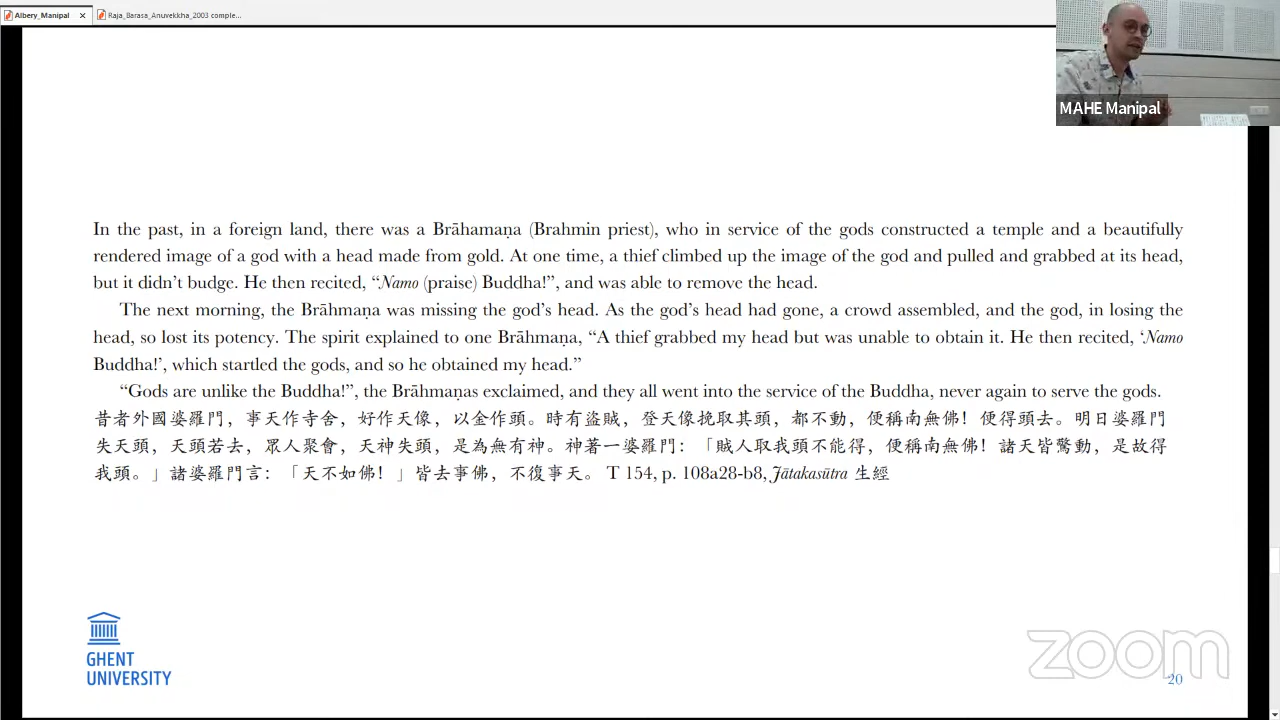 Albery_Manipal
Raja_Barasa_Anuvekkha_2003 comple...
MAHE Manipal
In the past, in a foreign land, there was a Brāhamaṇa (Brahmin priest), who in service of the gods constructed a temple and a beautifully
rendered image of a god with a head made from gold. At one time, a thief climbed up the image of the god and pulled and grabbed at its head,
but it didn’t budge. He then recited, “Namo (praise) Buddha!”, and was able to remove the head.
The next morning, the Brāhmaṇa was missing the god’s head. As the god’s head had gone, a crowd assembled, and the god, in losing the
head, so lost its potency. The spirit explained to one Brāhmaṇa, “A thief grabbed my head but was unable to obtain it. He then recited, ‘Namo
Buddha!’, which startled the gods, and so he obtained my head.”
“Gods are unlike the Buddha!”, the Brāhmaṇas exclaimed, and they all went into the service of the Buddha, never again to serve the gods.
昔者外國婆羅門，事天作寺舍，好作天像，以金作頭。時有盜賊，登天像挽取其頭，都不動，便稱南無佛！便得頭去。明日婆羅門
失天頭，天頭若去，眾人聚會，天神失頭，是為無有神。神著一婆羅門：「賊人取我頭不能得，便稱南無佛！諸天皆驚動，是故得
我頭。」諸婆羅門言：「天不如佛！」皆去事佛，不復事天。 T 154, p. 108a28-b8, Jātakasūtra 生經
GHENT
UNIVERSITY
zoom
20